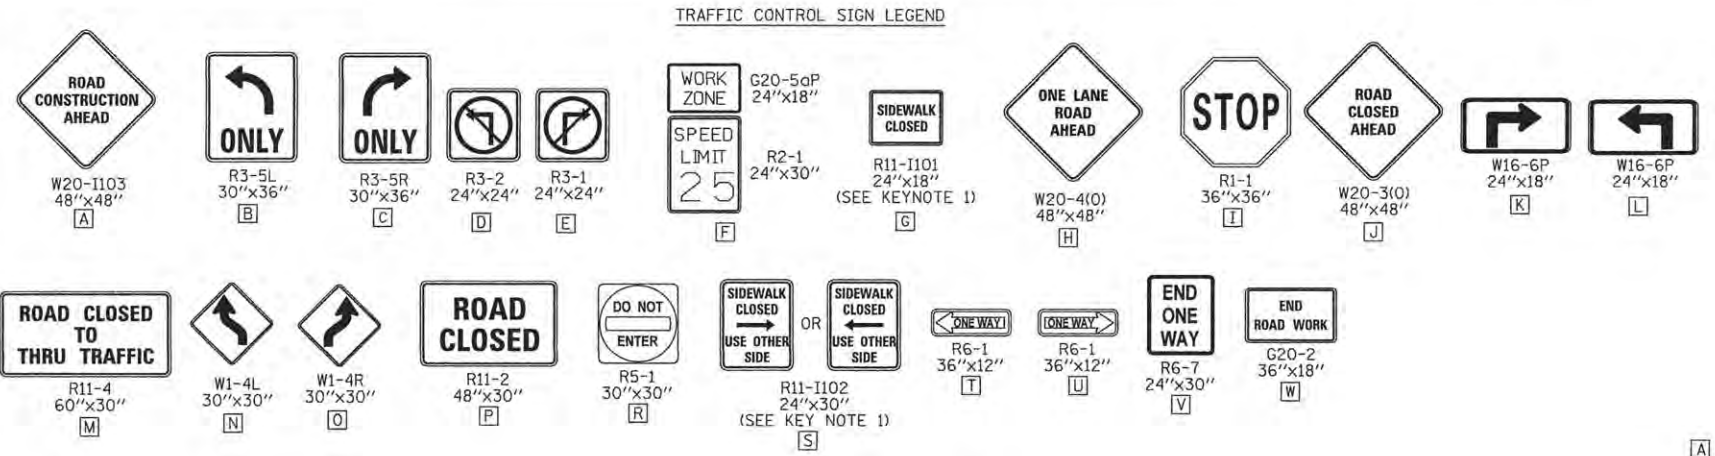 TRAFFIC CONTROL SIGN LEGEND
ROAD
CONSTRUCTION
AHEAD
W20-I103
48"x48"
A
ONLY
R3-5L
30"x36"
B
ONLY
R3-5R
30"x36"
C
R3-2
24"x24"
D
R3-1
24"x24"
E
WORK
ZONE
G20-5aP
24"x18"
SPEED
LIMIT
25
R2-1
24"x30"
F
SIDEWALK
CLOSED
R11-I101
24"x18"
(SEE KEYNOTE 1)
G
ONE LANE
ROAD
AHEAD
W20-4(O)
48"x48"
H
STOP
R1-1
36"x36"
I
ROAD
CLOSED
AHEAD
W20-3(O)
48"x48"
J
W16-6P
24"x18"
K
W16-6P
24"x18"
L
ROAD CLOSED
TO
THRU TRAFFIC
R11-4
60"x30"
M
W1-4L
30"x30"
N
W1-4R
30"x30"
O
ROAD
CLOSED
R11-2
48"x30"
P
DO NOT
ENTER
R5-1
30"x30"
R
SIDEWALK
CLOSED
USE OTHER
SIDE
OR
SIDEWALK
CLOSED
USE OTHER
SIDE
R11-I102
24"x30"
(SEE KEY NOTE 1)
S
ONE WAY
R6-1
36"x12"
T
ONE WAY
R6-1
36"x12"
U
END
ONE
WAY
R6-7
24"x30"
V
END
ROAD WORK
G20-2
36"x18"
W
A